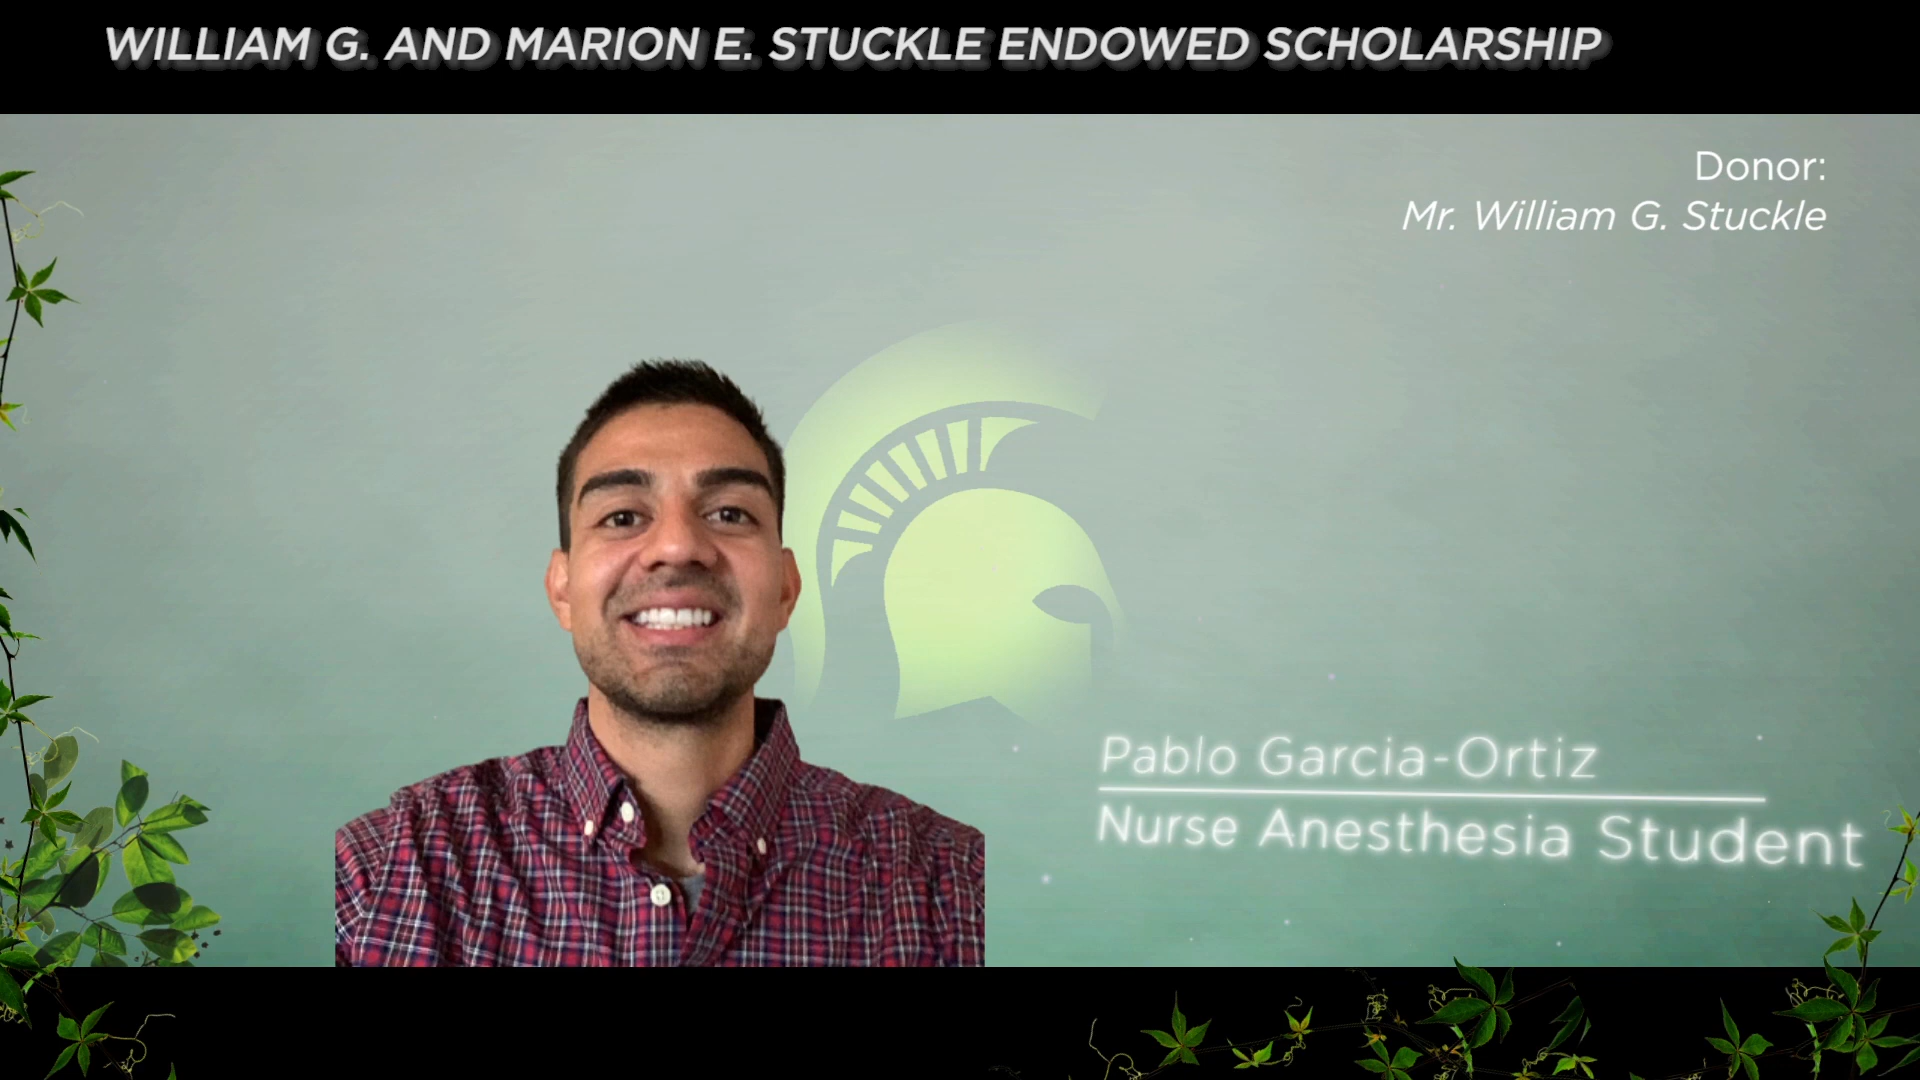 WILLIAM G. AND MARION E. STUCKLE ENDOWED SCHOLARSHIP
Donor:
Mr. William G. Stuckle
Pablo Garcia-Ortiz
Nurse Anesthesia Student